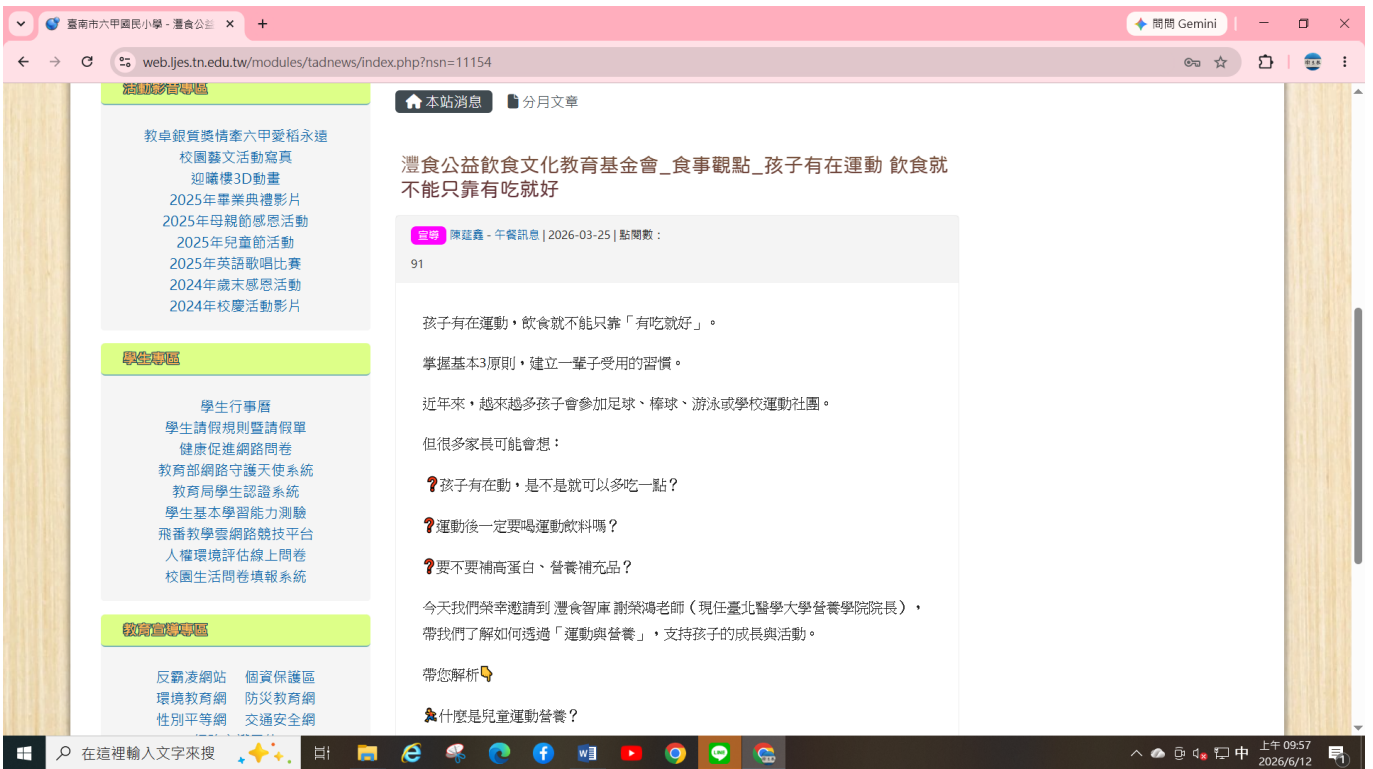 臺南市六甲國民小學 - 灃食公益
問問 Gemini
web.ljes.tn.edu.tw/modules/tadnews/index.php?nsn=11154
活動影音專區
教卓銀質獎情牽六甲愛稻永遠
校園藝文活動寫真
迎曦樓3D動畫
2025年畢業典禮影片
2025年母親節感恩活動
2025年兒童節活動
2025年英語歌唱比賽
2024年歲末感恩活動
2024年校慶活動影片
學生專區
學生行事曆
學生請假規則暨請假單
健康促進網路問卷
教育部網路守護天使系統
教育局學生認證系統
學生基本學習能力測驗
飛番教學雲網路競技平台
人權環境評估線上問卷
校園生活問卷填報系統
教育宣導專區
反霸凌網站 個資保護區
環境教育網 防災教育網
性別平等網 交通安全網
本站消息 分月文章
灃食公益飲食文化教育基金會_食事觀點_孩子有在運動 飲食就
不能只靠有吃就好
宣導 陳莛鑫 - 午餐訊息 | 2026-03-25 | 點閱數：
91
孩子有在運動，飲食就不能只靠「有吃就好」。
掌握基本3原則，建立一輩子受用的習慣。
近年來，越來越多孩子會參加足球、棒球、游泳或學校運動社團。
但很多家長可能會想：
❓孩子有在動，是不是就可以多吃一點？
❓運動後一定要喝運動飲料嗎？
❓要不要補高蛋白、營養補充品？
今天我們榮幸邀請到 灃食智庫 謝榮鴻老師（現任臺北醫學大學營養學院院長），
帶我們了解如何透過「運動與營養」，支持孩子的成長與活動。
帶您解析👇
什麼是兒童運動營養？
在這裡輸入文字來搜
中
上午 09:57
2026/6/12